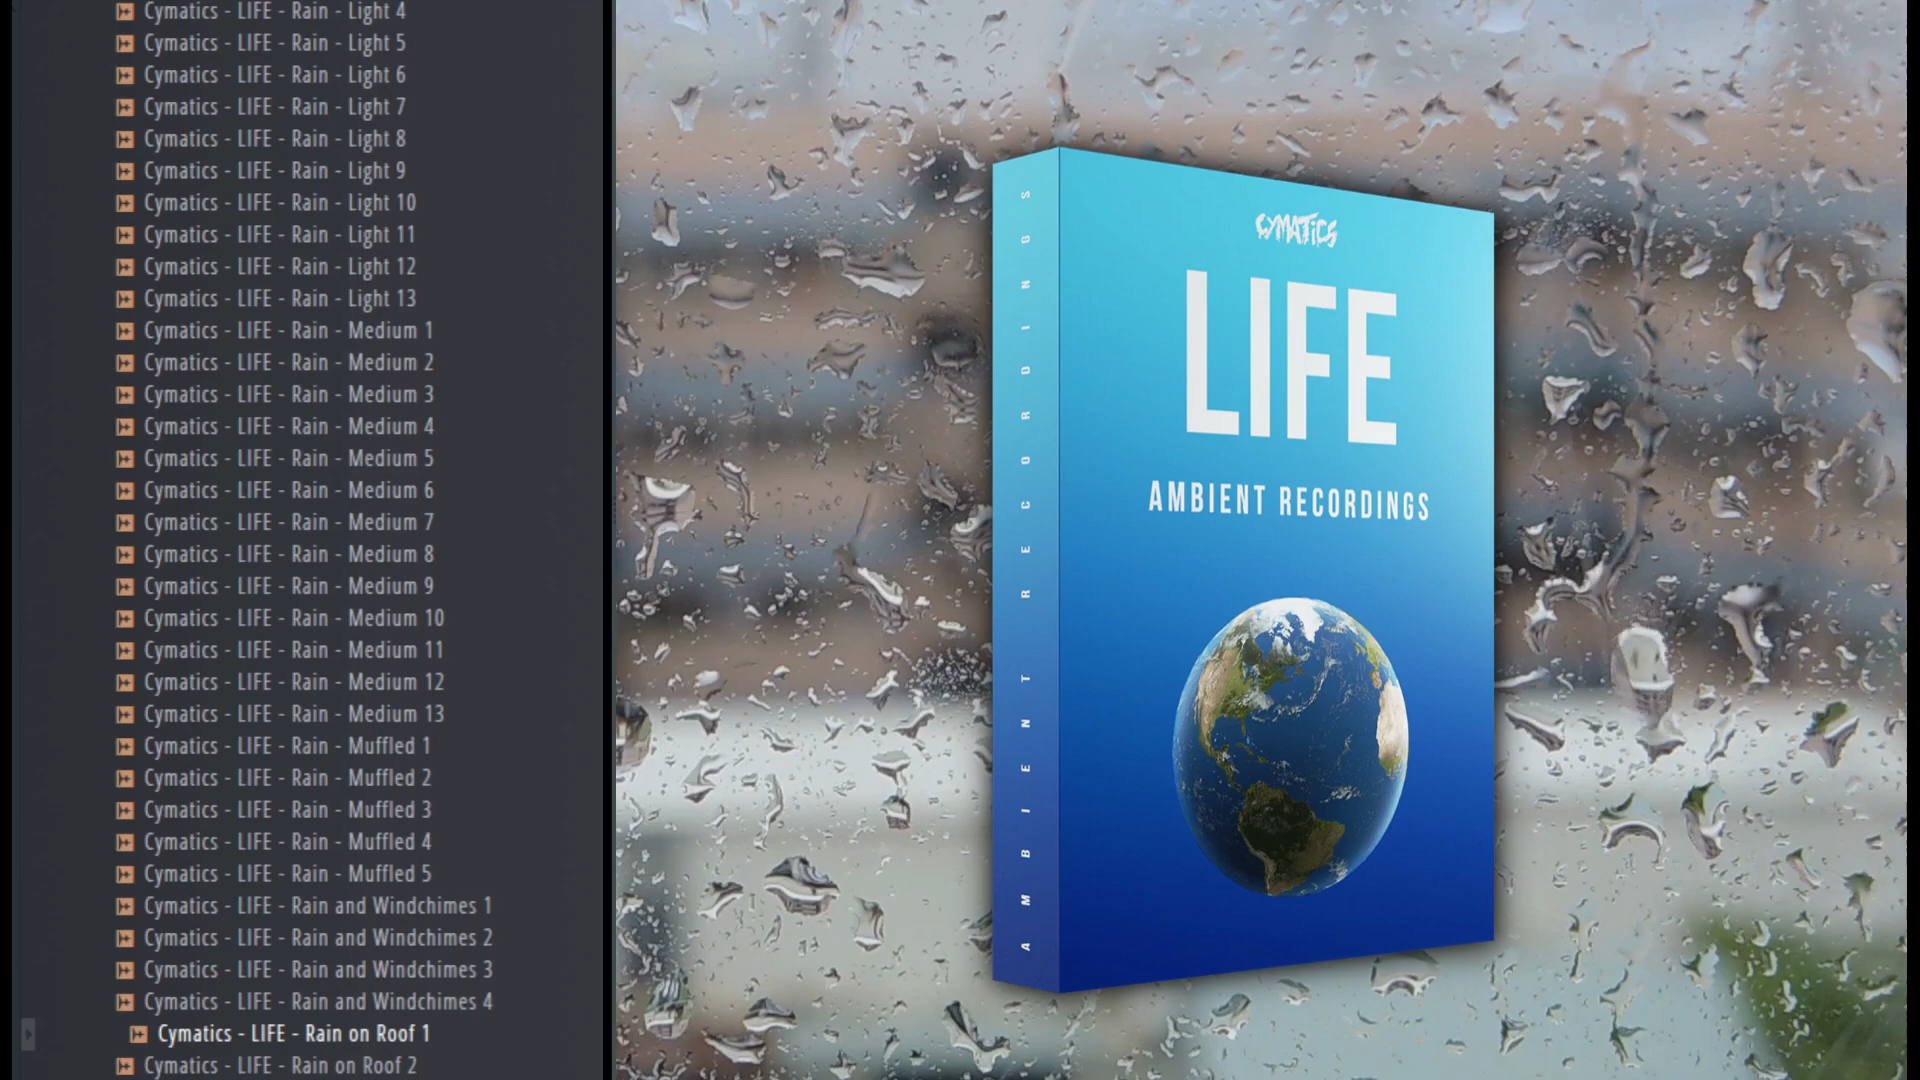 Cymatics - LIFE - Rain - Light 4
Cymatics - LIFE - Rain - Light 5
Cymatics - LIFE - Rain - Light 6
Cymatics - LIFE - Rain - Light 7
Cymatics - LIFE - Rain - Light 8
Cymatics - LIFE - Rain - Light 9
Cymatics - LIFE - Rain - Light 10
Cymatics - LIFE - Rain - Light 11
Cymatics - LIFE - Rain - Light 12
Cymatics - LIFE - Rain - Light 13
Cymatics - LIFE - Rain - Medium 1
Cymatics - LIFE - Rain - Medium 2
Cymatics - LIFE - Rain - Medium 3
Cymatics - LIFE - Rain - Medium 4
Cymatics - LIFE - Rain - Medium 5
Cymatics - LIFE - Rain - Medium 6
Cymatics - LIFE - Rain - Medium 7
Cymatics - LIFE - Rain - Medium 8
Cymatics - LIFE - Rain - Medium 9
Cymatics - LIFE - Rain - Medium 10
Cymatics - LIFE - Rain - Medium 11
Cymatics - LIFE - Rain - Medium 12
Cymatics - LIFE - Rain - Medium 13
Cymatics - LIFE - Rain - Muffled 1
Cymatics - LIFE - Rain - Muffled 2
Cymatics - LIFE - Rain - Muffled 3
Cymatics - LIFE - Rain - Muffled 4
Cymatics - LIFE - Rain - Muffled 5
Cymatics - LIFE - Rain and Windchimes 1
Cymatics - LIFE - Rain and Windchimes 2
Cymatics - LIFE - Rain and Windchimes 3
Cymatics - LIFE - Rain and Windchimes 4
Cymatics - LIFE - Rain on Roof 1
Cymatics - LIFE - Rain on Roof 2
AMBIENT RECORDINGS
CYMATiCS
LIFE
AMBIENT RECORDINGS